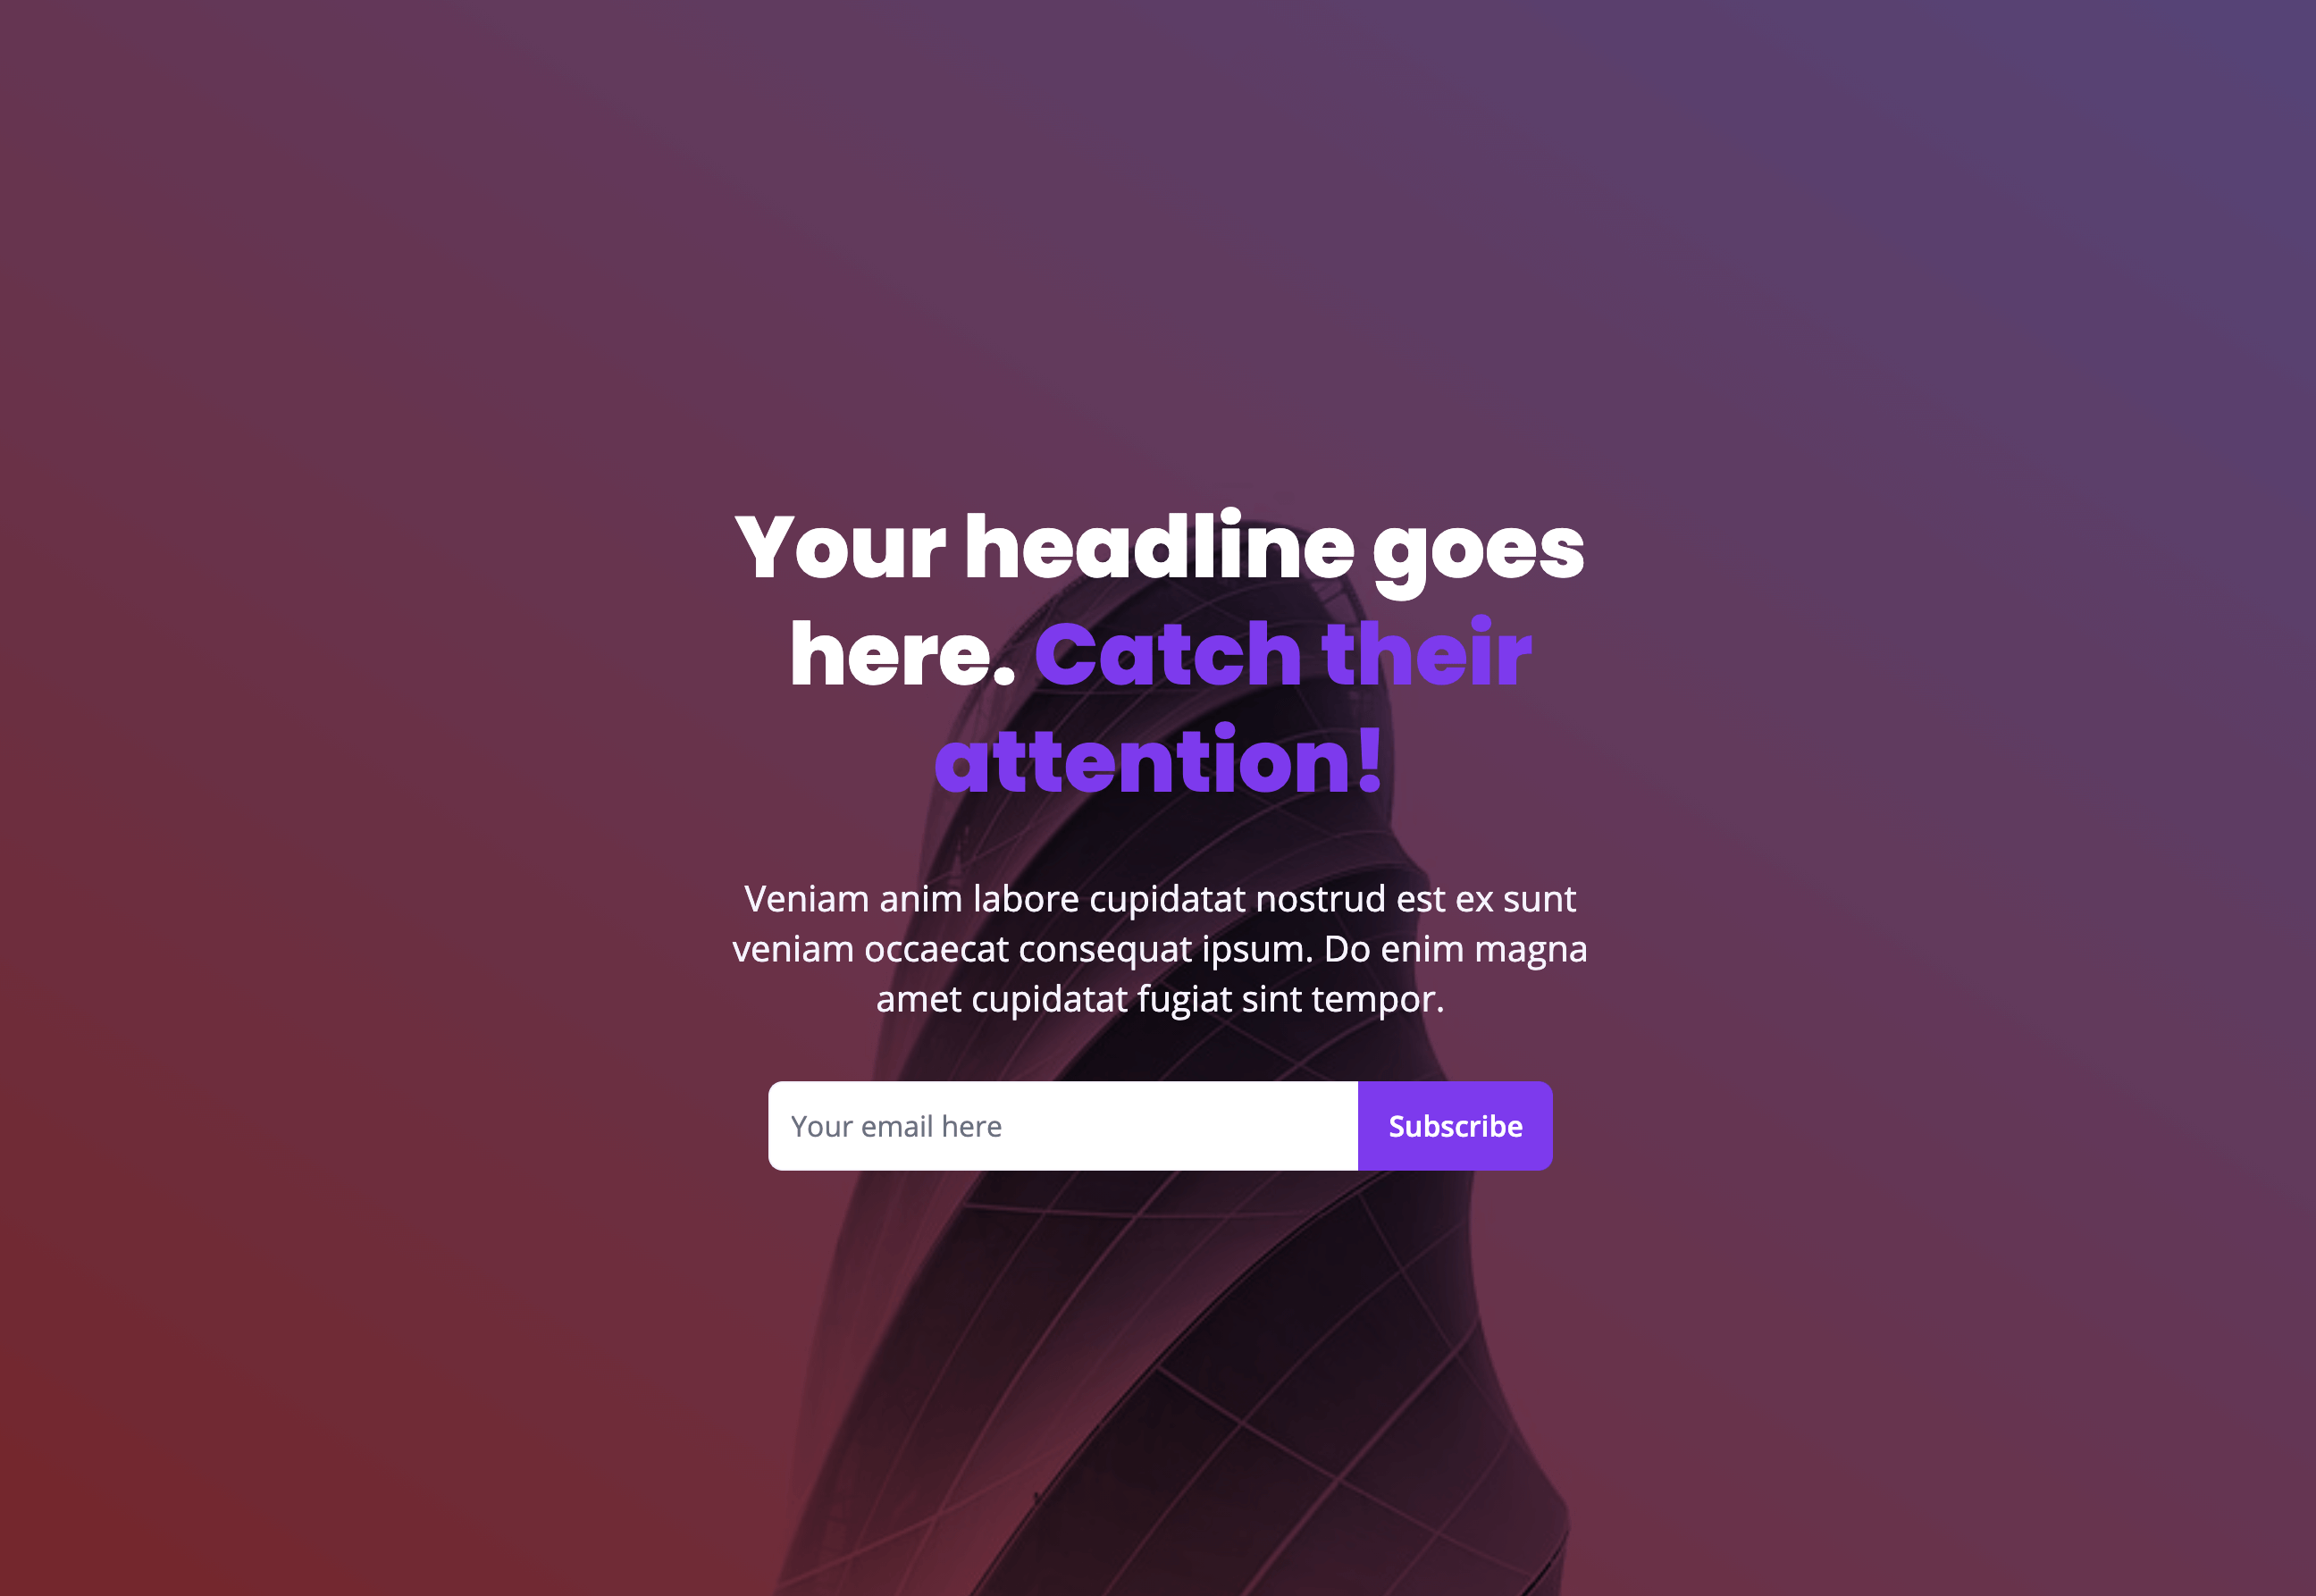 Your headline goes
here. Catch their
attention!
Veniam anim labore cupidatat nostrud est ex sunt
veniam occaecat consequat ipsum. Do enim magna
amet cupidatat fugiat sint tempor.
Your email here
Subscribe